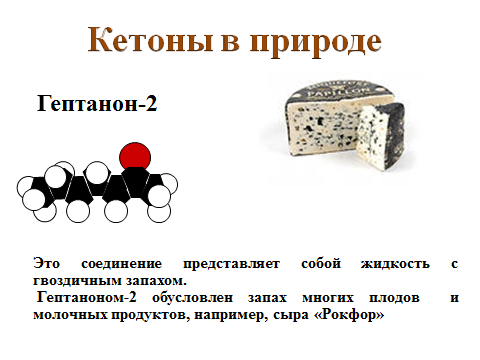 Кетоны в природе
Гептанон-2
PAPILLON
Это соединение представляет собой жидкость с
гвоздичным запахом.
Гептаноном-2 обусловлен запах многих плодов и
молочных продуктов, например, сыра «Рокфор»